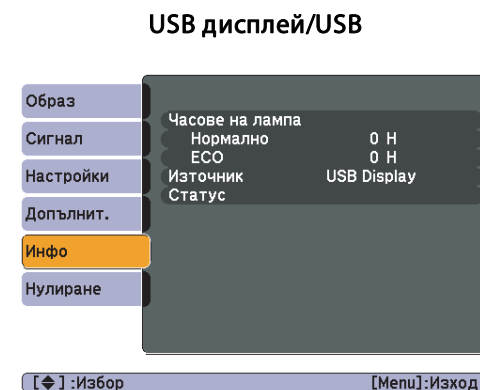 USB дисплей/USB
Образ
Сигнал
Настройки
Допълнит.
Инфо
Нулиране
Часове на лампа
Нормално 0 H
ECO 0 H
Източник USB Display
Статус
[◆] :Избор [Menu]:Изход